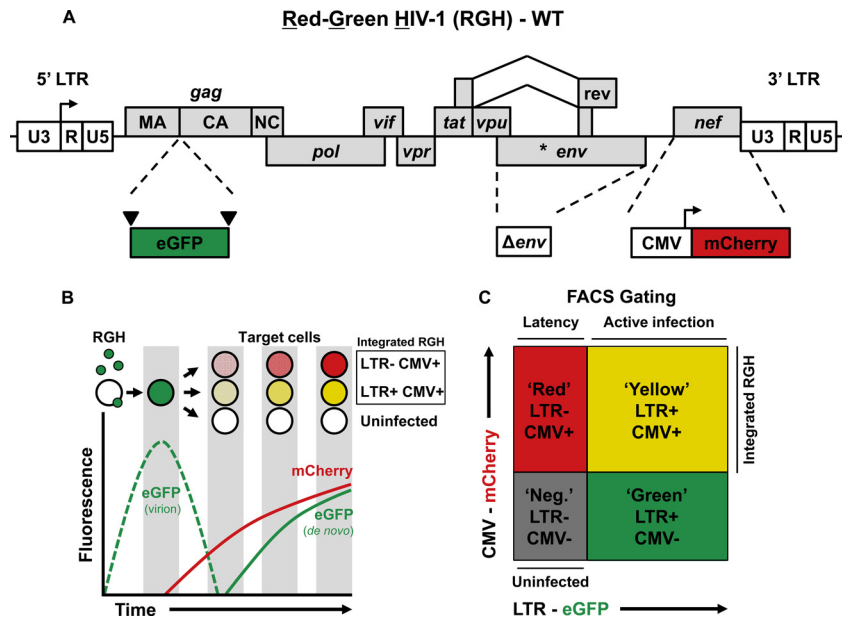 A
Red-Green HIV-1 (RGH) - WT
5' LTR
gag
rev
3' LTR
U3 R U5
MA CA NC
vif
tat vpu
nef
U3 R U5
pol
vpr
* env
eGFP
Δenv
CMV mCherry
B
RGH
Target cells
Integrated RGH
LTR- CMV+
LTR+ CMV+
Uninfected
Fluorescence
eGFP
(virion)
mCherry
eGFP
(de novo)
Time
C
FACS Gating
Latency
Active infection
CMV - mCherry
'Red'
LTR-
CMV+
'Yellow'
LTR+
CMV+
Integrated RGH
'Neg.'
LTR-
CMV-
'Green'
LTR+
CMV-
Uninfected
LTR - eGFP